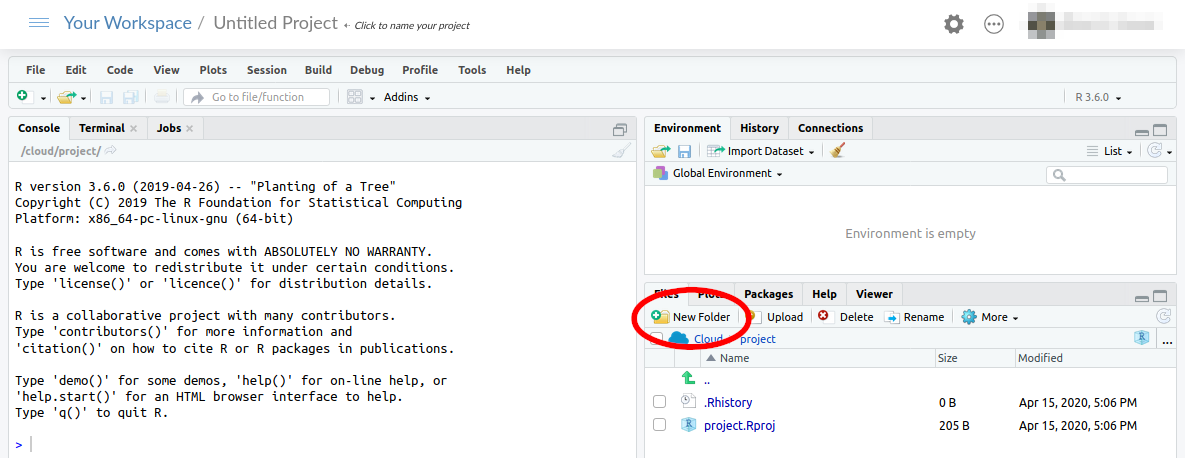 Your Workspace / Untitled Project ← Click to name your project
File Edit Code View Plots Session Build Debug Profile Tools Help
Go to file/function Addins R 3.6.0
Console Terminal Jobs
/cloud/project/
R version 3.6.0 (2019-04-26) -- "Planting of a Tree"
Copyright (C) 2019 The R Foundation for Statistical Computing
Platform: x86_64-pc-linux-gnu (64-bit)
R is free software and comes with ABSOLUTELY NO WARRANTY.
You are welcome to redistribute it under certain conditions.
Type 'license()' or 'licence()' for distribution details.
R is a collaborative project with many contributors.
Type 'contributors()' for more information and
'citation()' on how to cite R or R packages in publications.
Type 'demo()' for some demos, 'help()' for on-line help, or
'help.start()' for an HTML browser interface to help.
Type 'q()' to quit R.
>
Environment History Connections
Import Dataset List
Global Environment
Environment is empty
Files Plots Packages Help Viewer
New Folder Upload Delete Rename More
Cloud project R ...
Name Size Modified
..
.Rhistory 0 B Apr 15, 2020, 5:06 PM
R project.Rproj 205 B Apr 15, 2020, 5:06 PM